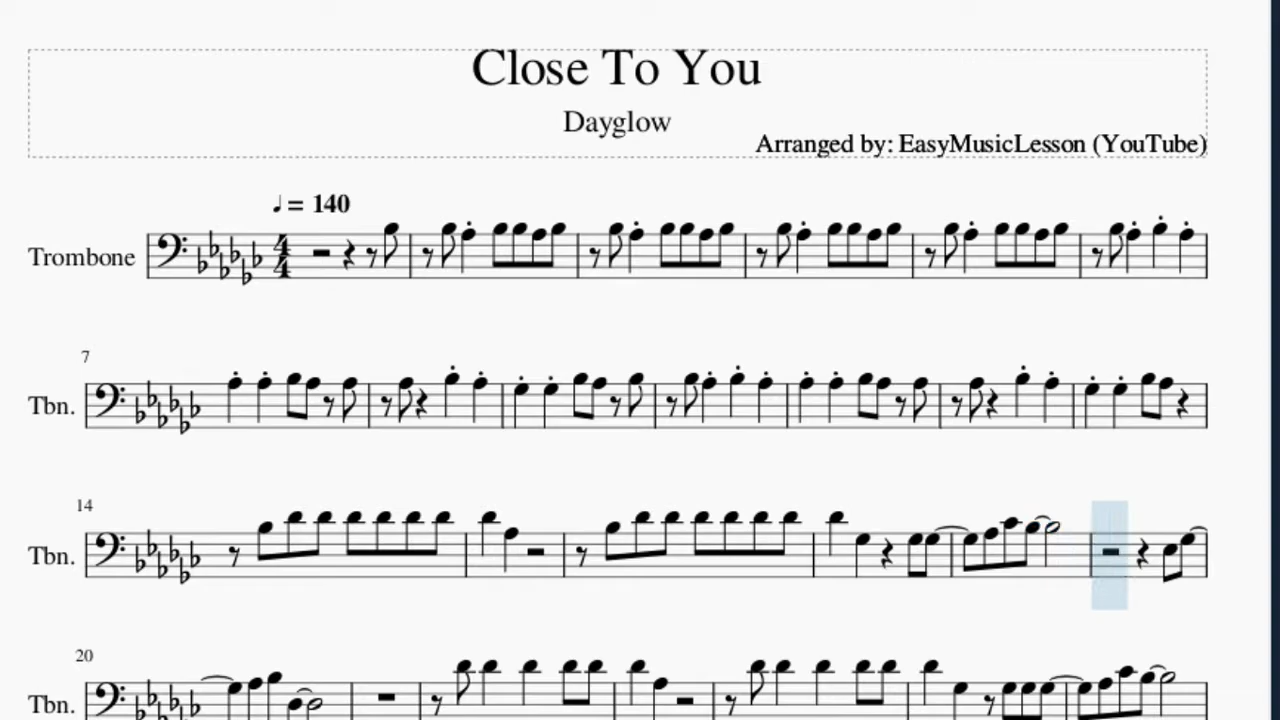 Close To You
Dayglow
Arranged by: EasyMusicLesson (YouTube)
♩ = 140
Trombone
7
Tbn.
14
Tbn.
20
Tbn.